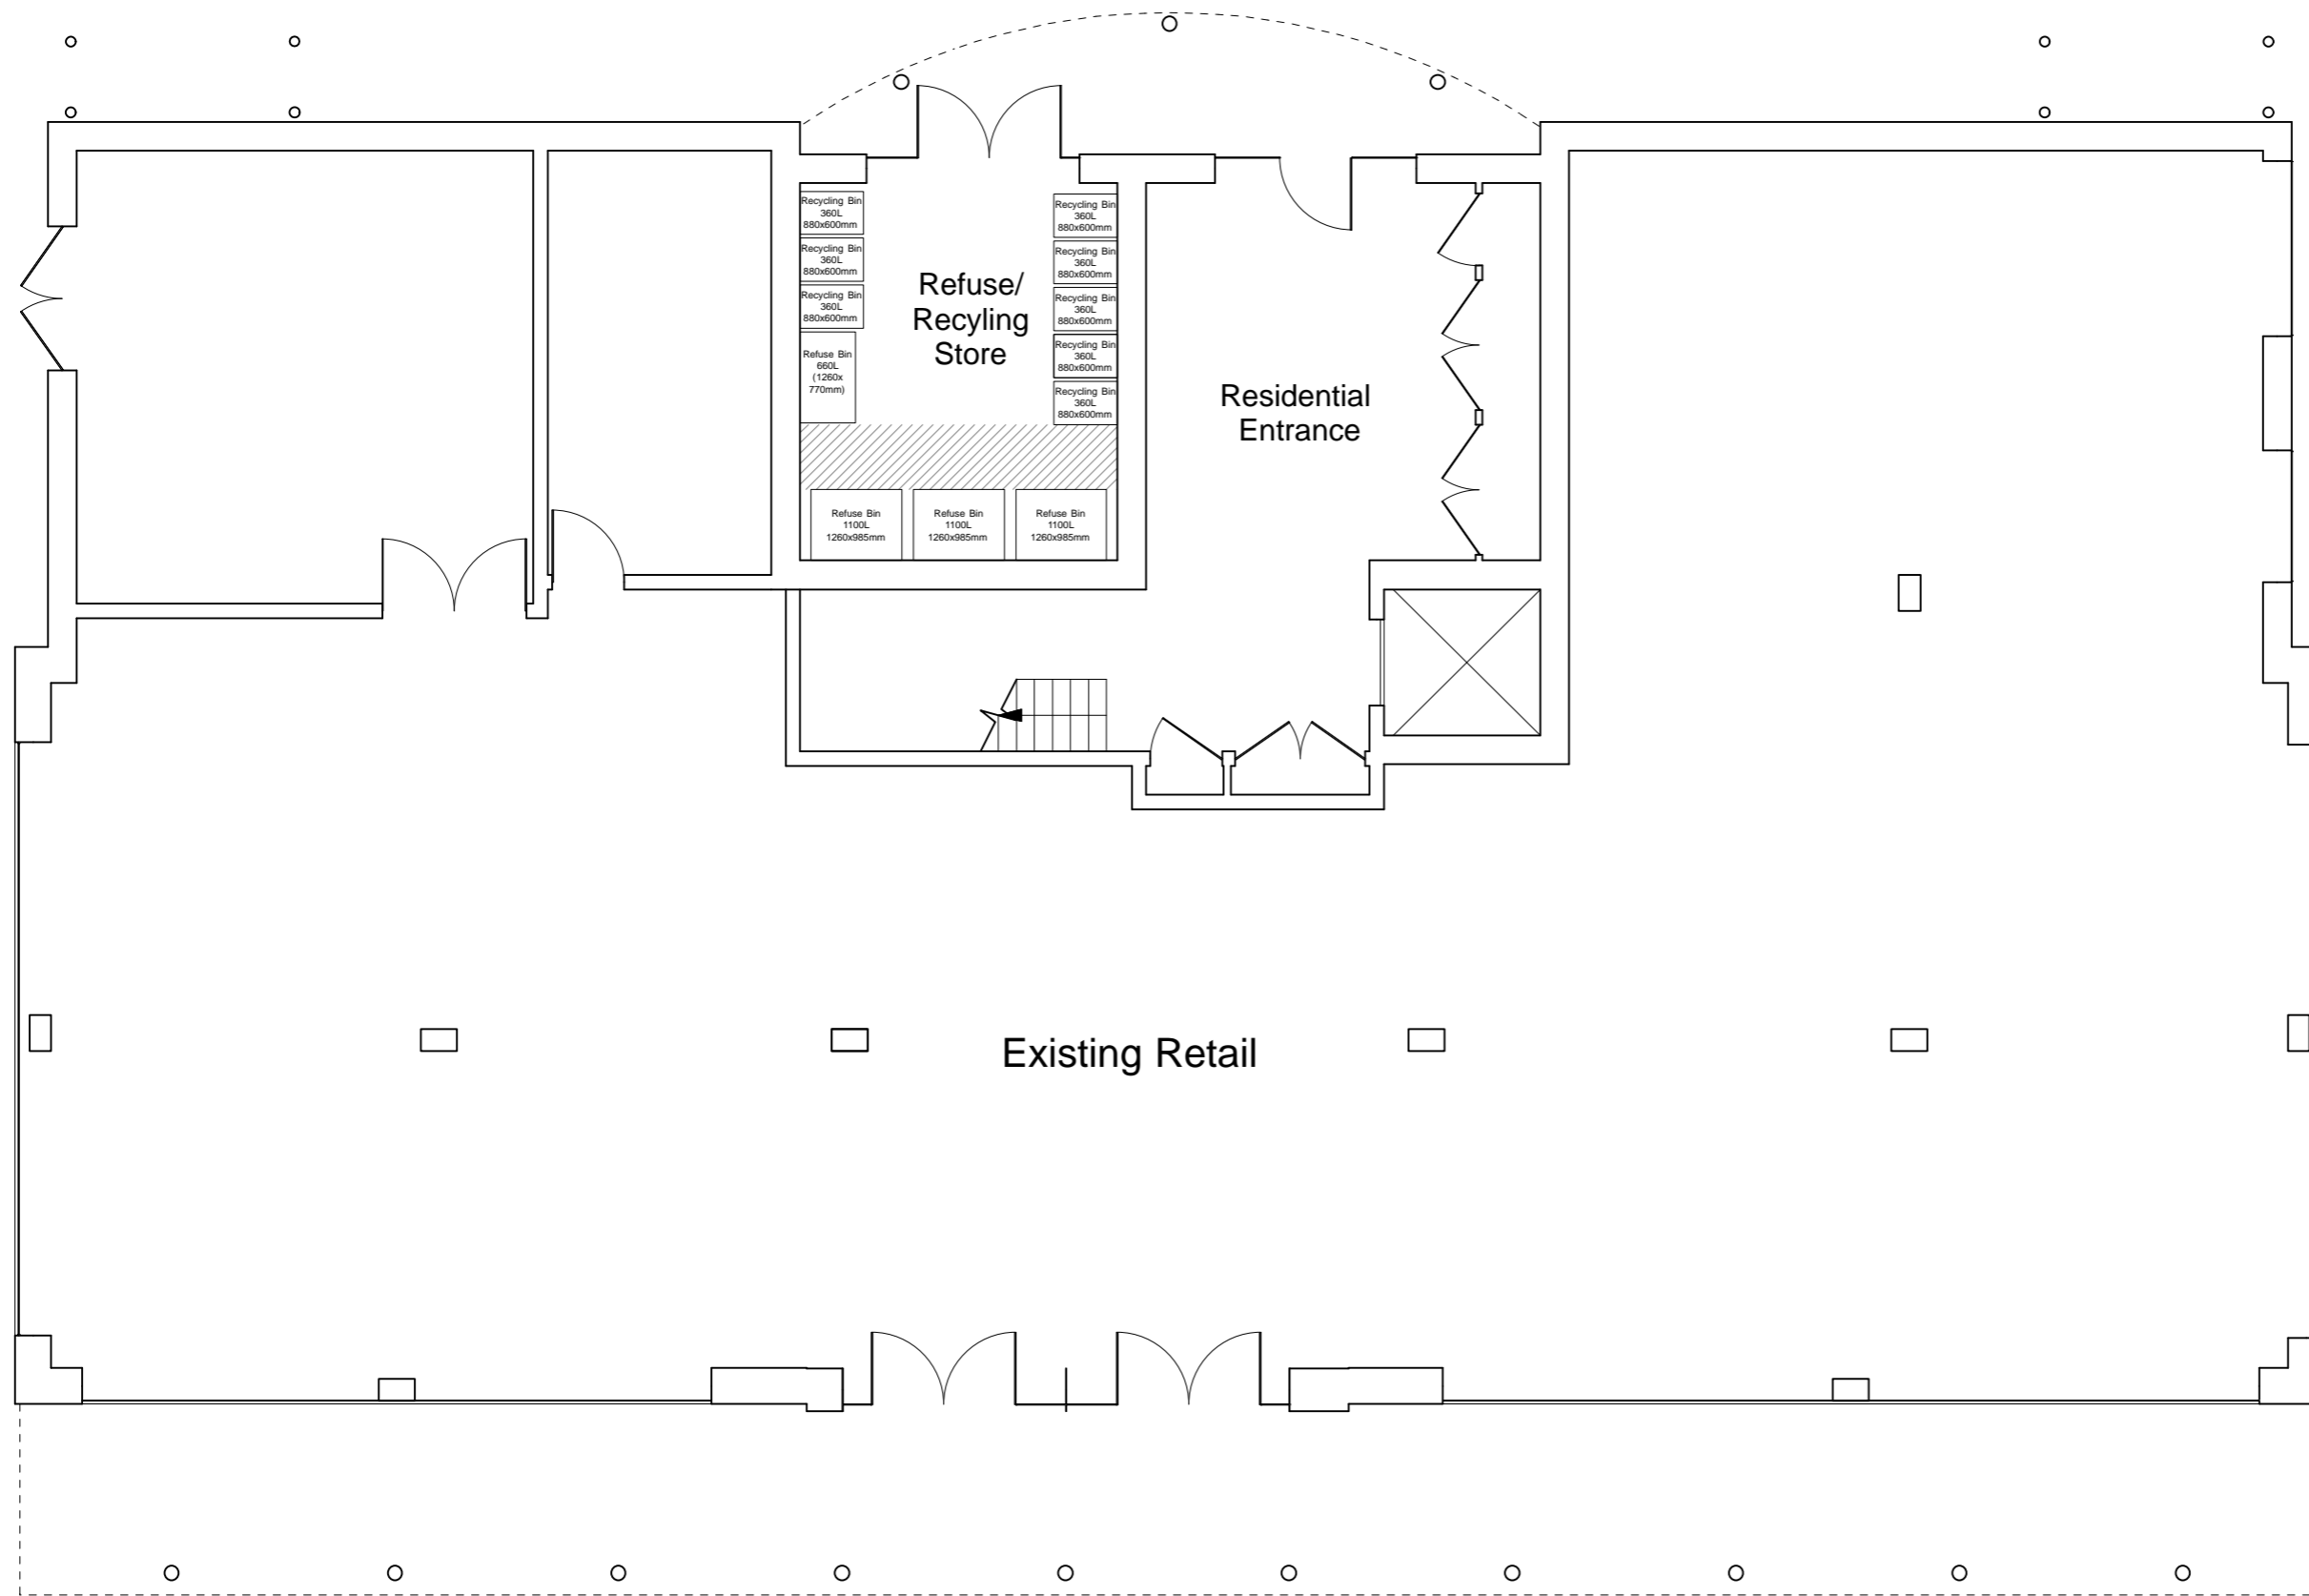 Recycling Bin
360L
880x600mm
Recycling Bin
360L
880x600mm
Recycling Bin
360L
880x600mm
Refuse Bin
660L
(1260x
770mm)
Refuse/
Recyling
Store
Recycling Bin
360L
880x600mm
Recycling Bin
360L
880x600mm
Recycling Bin
360L
880x600mm
Recycling Bin
360L
880x600mm
Recycling Bin
360L
880x600mm
Refuse Bin
1100L
1260x985mm
Refuse Bin
1100L
1260x985mm
Refuse Bin
1100L
1260x985mm
Residential
Entrance
Existing Retail